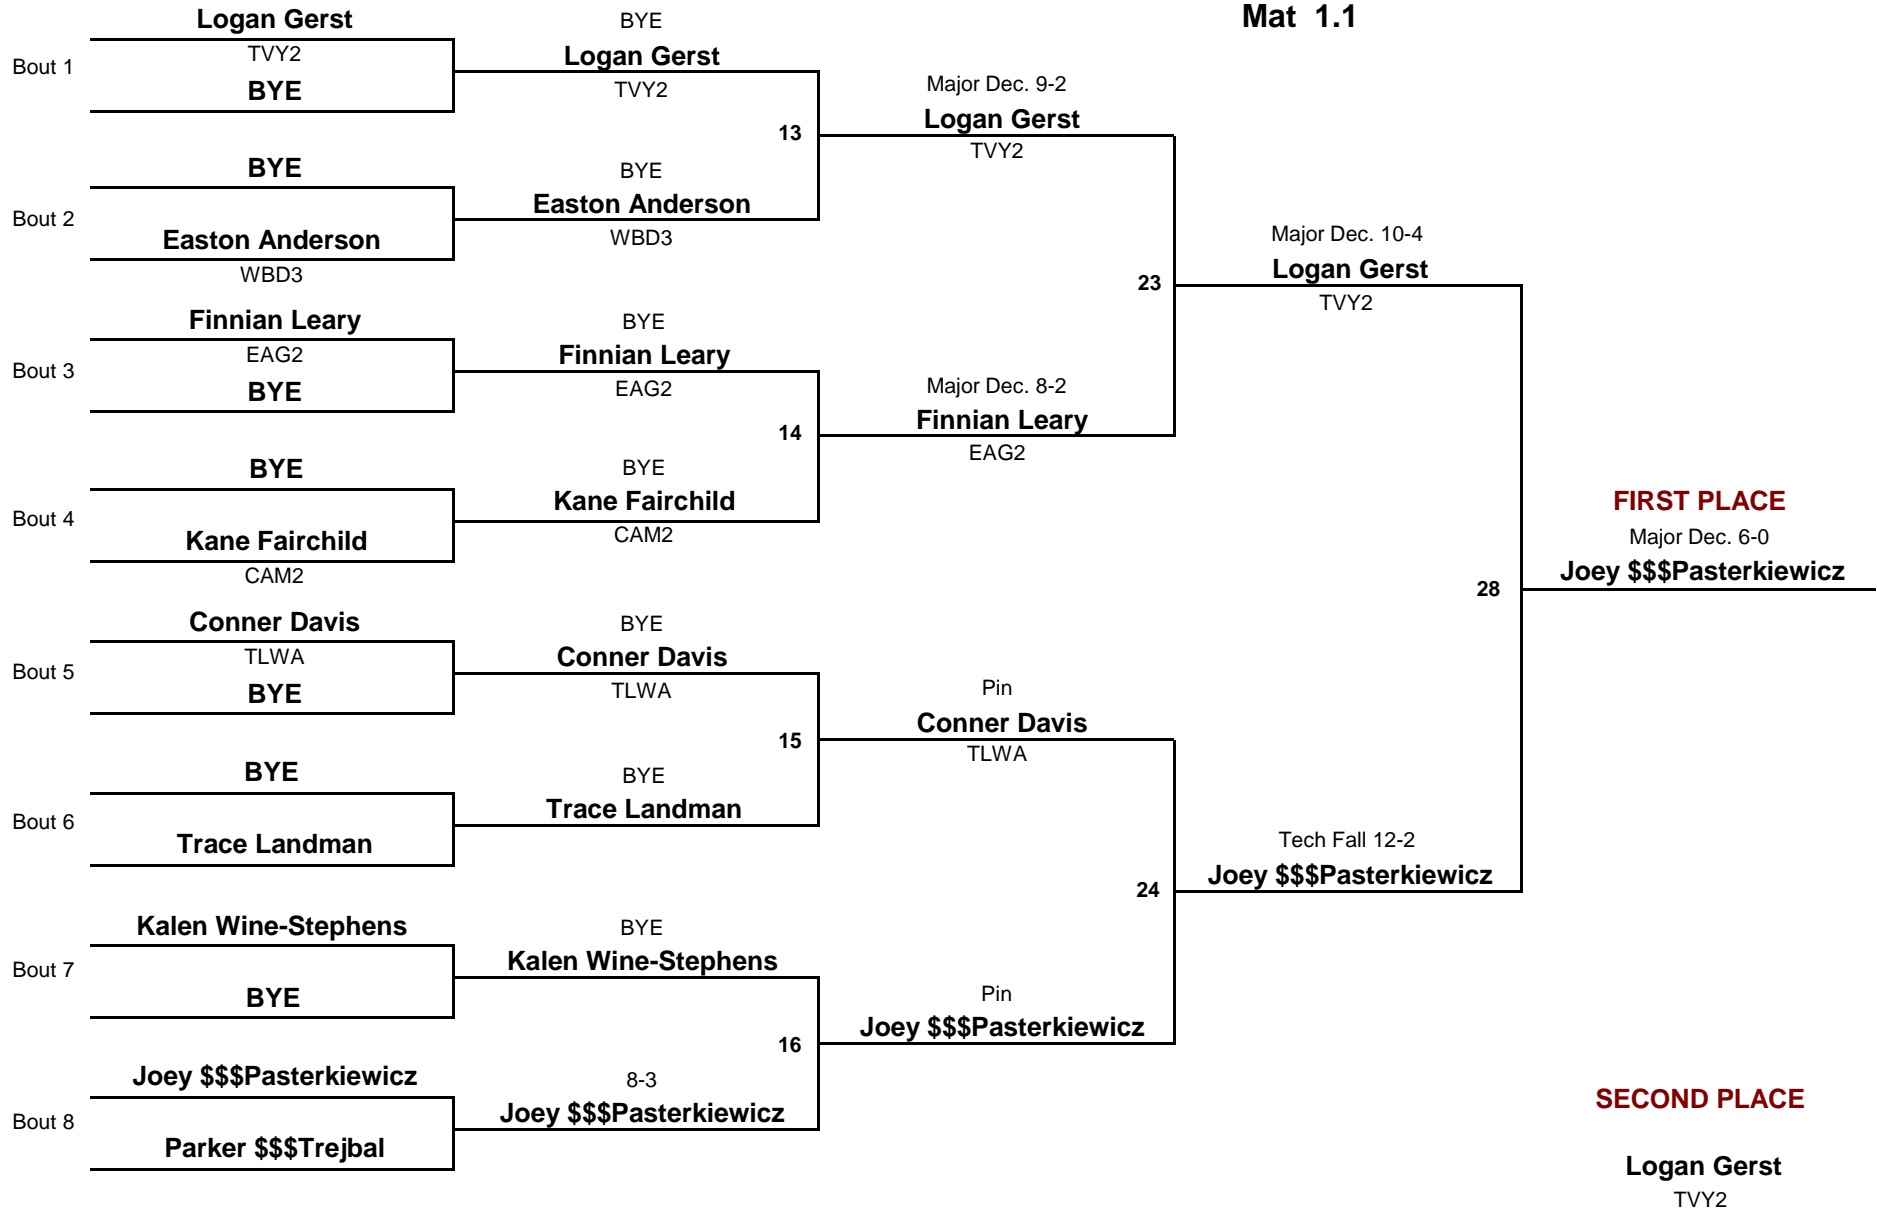 Mat 1.1
Bout 1
Logan Gerst
TVY2
BYE
Bout 2
BYE
Easton Anderson
WBD3
Bout 3
Finnian Leary
EAG2
BYE
Bout 4
BYE
Kane Fairchild
CAM2
Bout 5
Conner Davis
TLWA
BYE
Bout 6
BYE
Trace Landman
Bout 7
Kalen Wine-Stephens
BYE
Bout 8
Joey $$$Pasterkiewicz
Parker $$$Trejbal
BYE
Logan Gerst
TVY2
13
BYE
Easton Anderson
WBD3
BYE
Finnian Leary
EAG2
14
BYE
Kane Fairchild
CAM2
BYE
Conner Davis
TLWA
15
BYE
Trace Landman
BYE
Kalen Wine-Stephens
16
8-3
Joey $$$Pasterkiewicz
Major Dec. 9-2
Logan Gerst
TVY2
23
Major Dec. 8-2
Finnian Leary
EAG2
Pin
Conner Davis
TLWA
24
Pin
Joey $$$Pasterkiewicz
Major Dec. 10-4
Logan Gerst
TVY2
28
Tech Fall 12-2
Joey $$$Pasterkiewicz
FIRST PLACE
Major Dec. 6-0
Joey $$$Pasterkiewicz
SECOND PLACE
Logan Gerst
TVY2